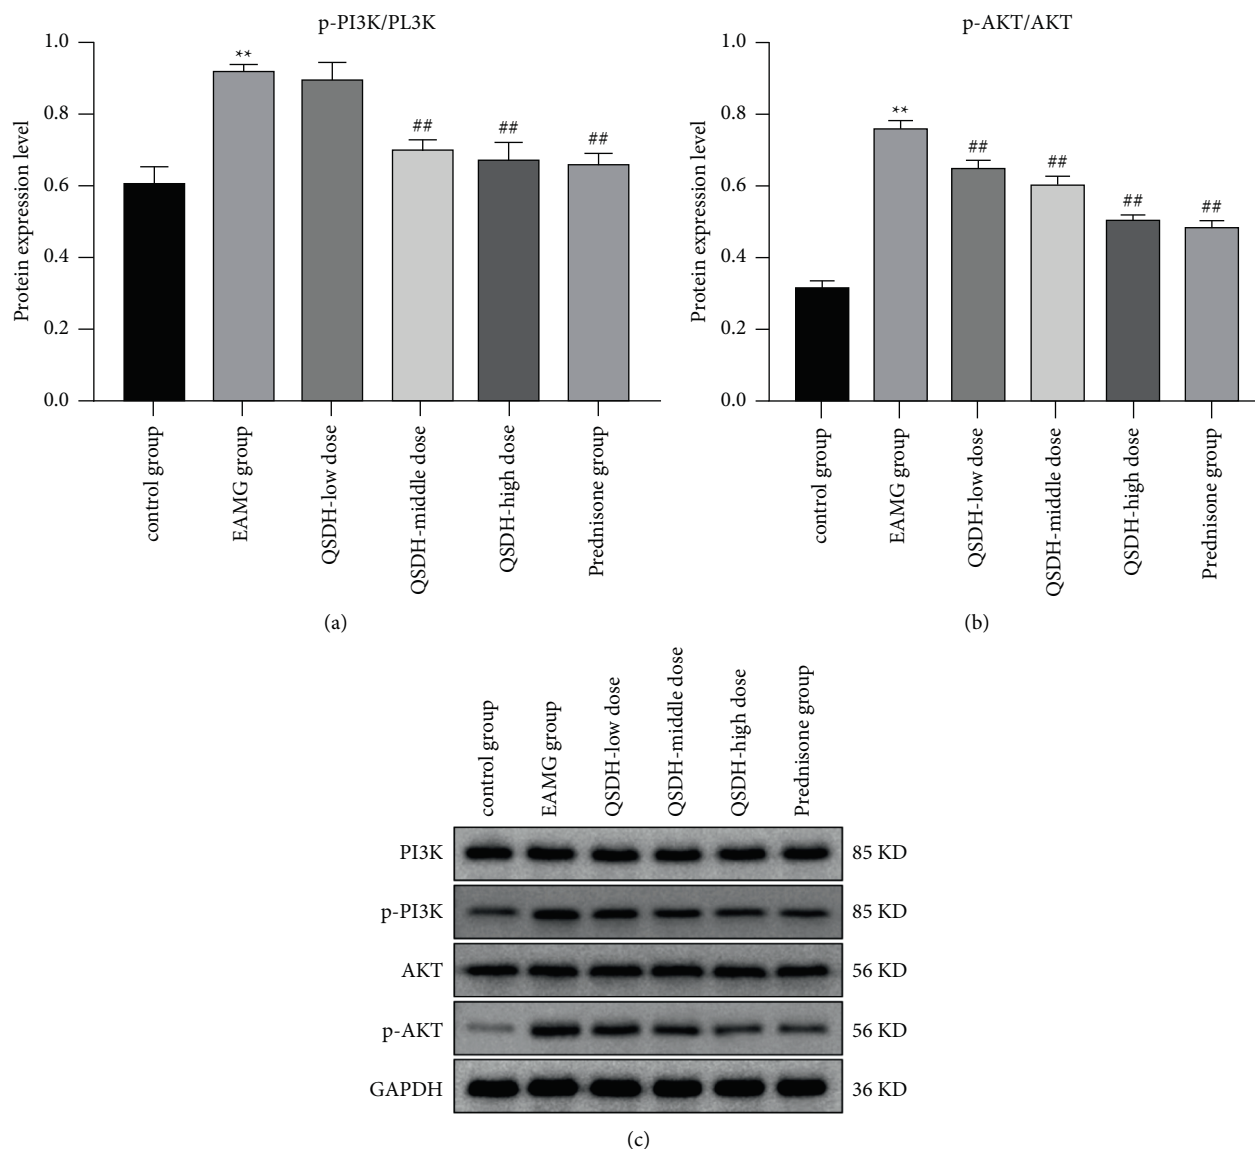 p-PI3K/PL3K
Protein expression level
1.0
0.8
0.6
0.4
0.2
0.0
**
##
##
##
control group
EAMG group
QSDH-low dose
QSDH-middle dose
QSDH-high dose
Prednisone group
(a)
p-AKT/AKT
Protein expression level
1.0
0.8
0.6
0.4
0.2
0.0
**
##
##
##
##
control group
EAMG group
QSDH-low dose
QSDH-middle dose
QSDH-high dose
Prednisone group
(b)
control group
EAMG group
QSDH-low dose
QSDH-middle dose
QSDH-high dose
Prednisone group
PI3K 85 KD
p-PI3K 85 KD
AKT 56 KD
p-AKT 56 KD
GAPDH 36 KD
(c)